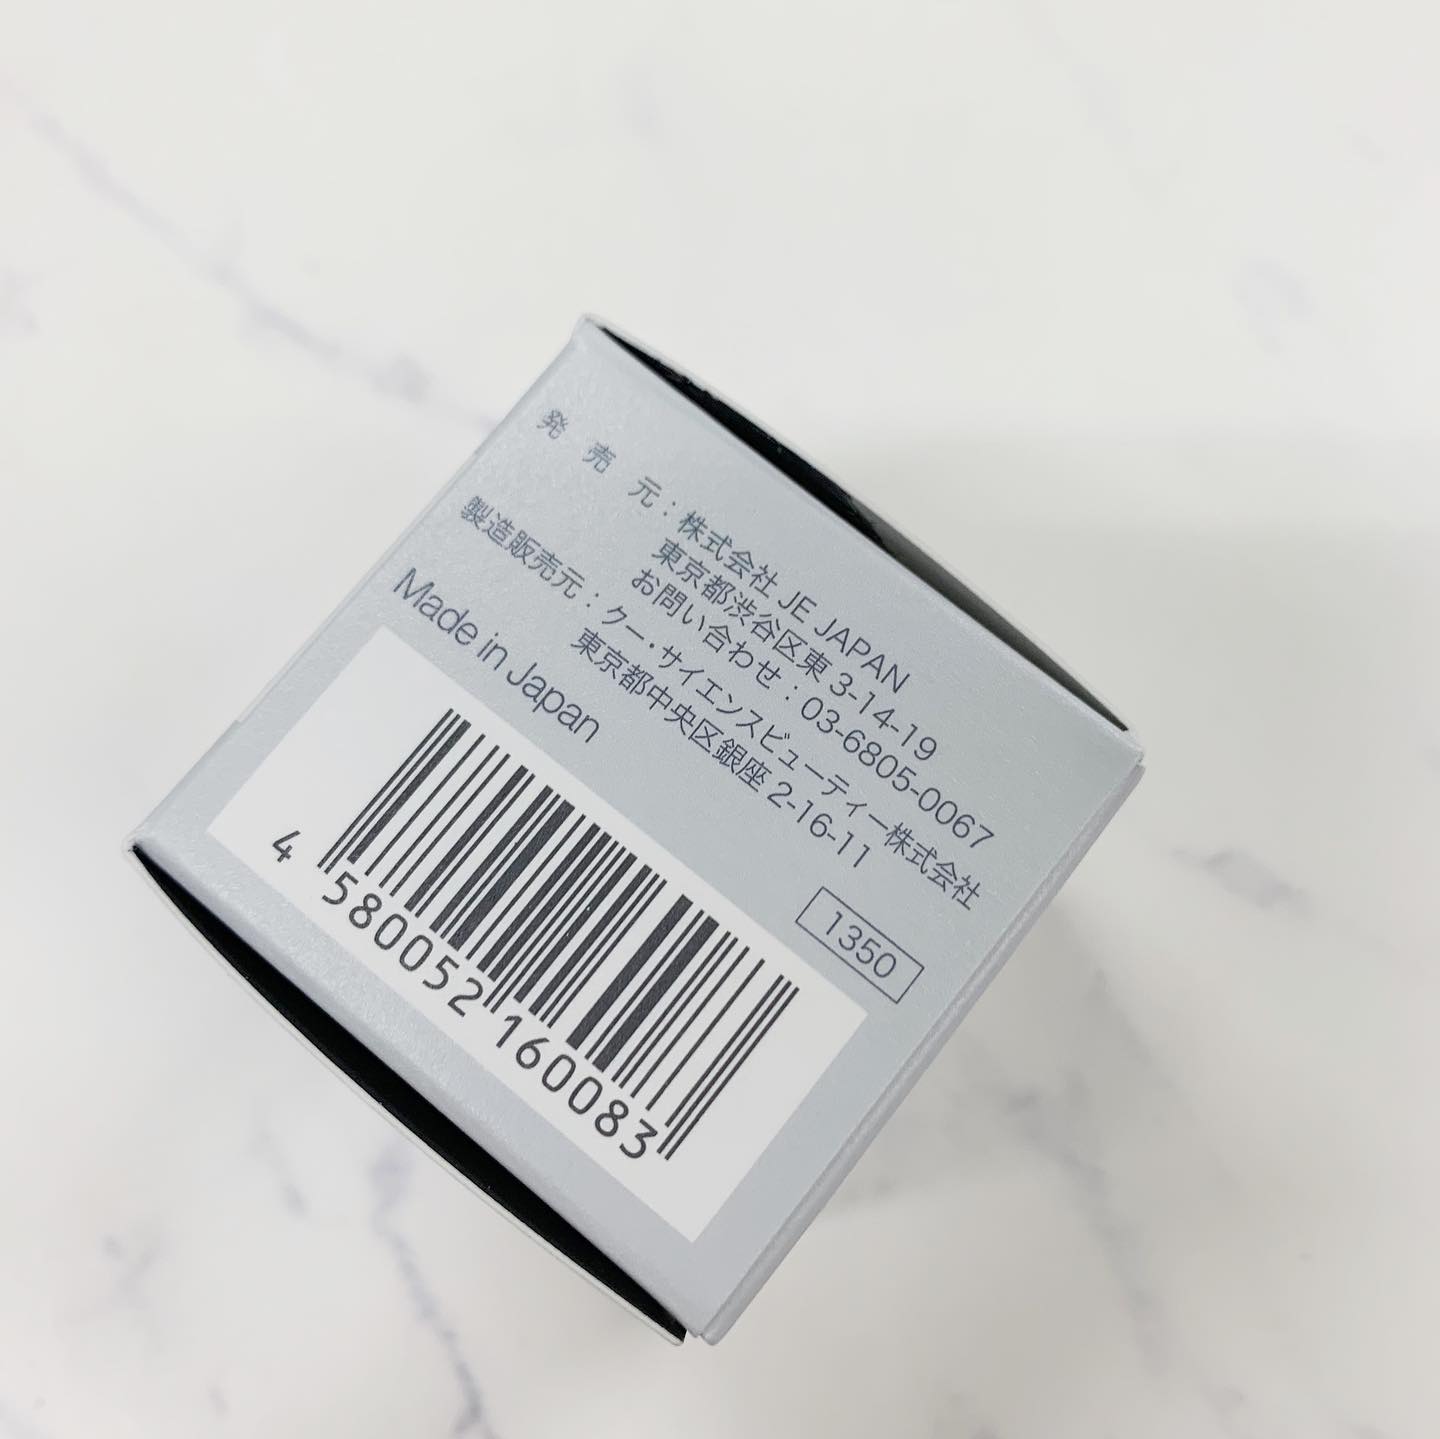 発売元：株式会社 JE JAPAN
東京都渋谷区東 3-14-19
お問い合わせ：03-6805-0067
製造販売元：クー・サイエンスビューティー株式会社
東京都中央区銀座 2-16-11
Made in Japan
1350
4 580052 160083